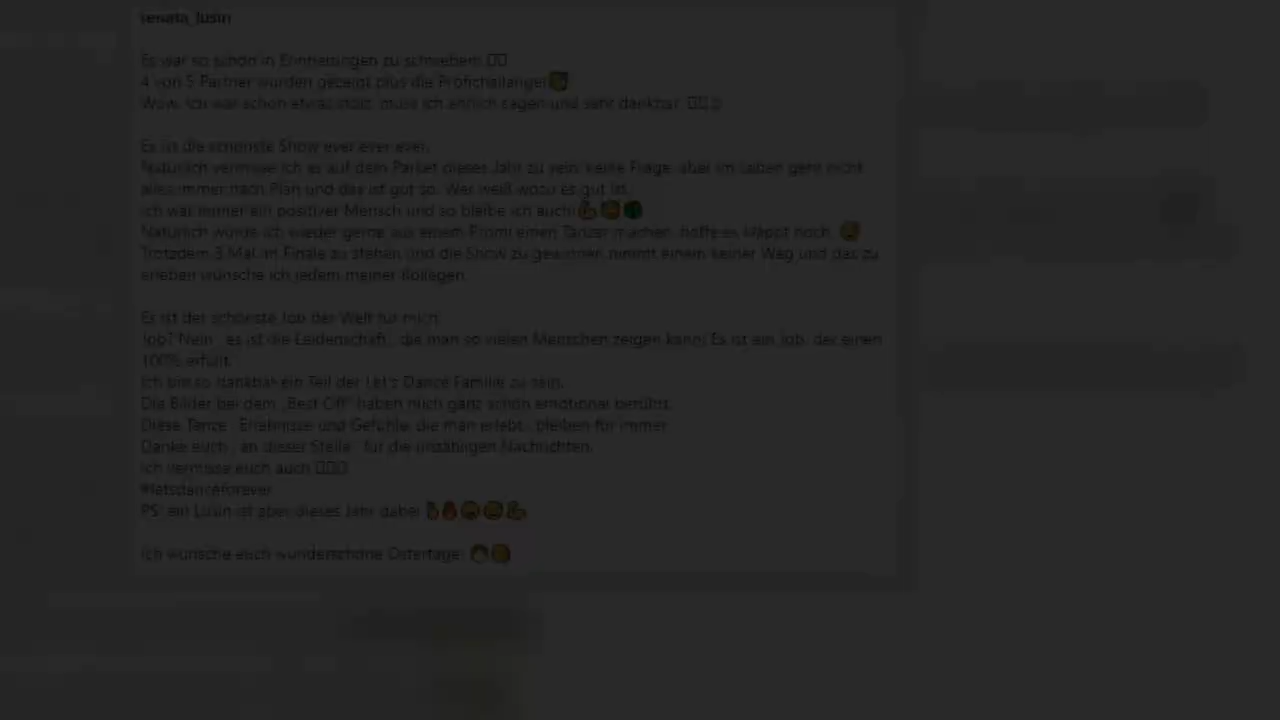 renata_lusin
Es war so schön in Erinnerungen zu schweben!
4 von 5 Partner wurden gezeigt plus die Profichallange!
Wow, ich war schon etwas stolz, muss ich ehrlich sagen und sehr dankbar.
Es ist die schönste Show ever ever ever.
Natürlich vermisse ich es auf dem Parket dieses Jahr zu sein, keine Frage, aber im Leben geht nicht
alles immer nach Plan und das ist gut so. Wer weiß wozu es gut ist.
Ich war immer ein positiver Mensch und so bleibe ich auch!
Natürlich würde ich wieder gerne aus einem Promi einen Tänzer machen, hoffe es klappt noch.
Trotzdem 3 Mal im Finale zu stehen und die Show zu gewinnen nimmt einem keiner Weg und das zu
erleben wünsche ich jedem meiner Kollegen.
Es ist der schönste Job der Welt für mich.
Job? Nein , es ist die Leidenschaft , die man so vielen Menschen zeigen kann! Es ist ein Job, der einen
100% erfüllt.
Ich bin so dankbar ein Teil der Let's Dance Familie zu sein.
Die Bilder bei dem „Best Off" haben mich ganz schön emotional berührt.
Diese Tänze , Erlebnisse und Gefühle, die man erlebt , bleiben für immer.
Danke euch , an dieser Stelle , für die unzähligen Nachrichten.
Ich vermisse euch auch
#letsdanceforever
PS: ein Lusin ist aber dieses Jahr dabei
Ich wünsche euch wunderschöne Ostertage.